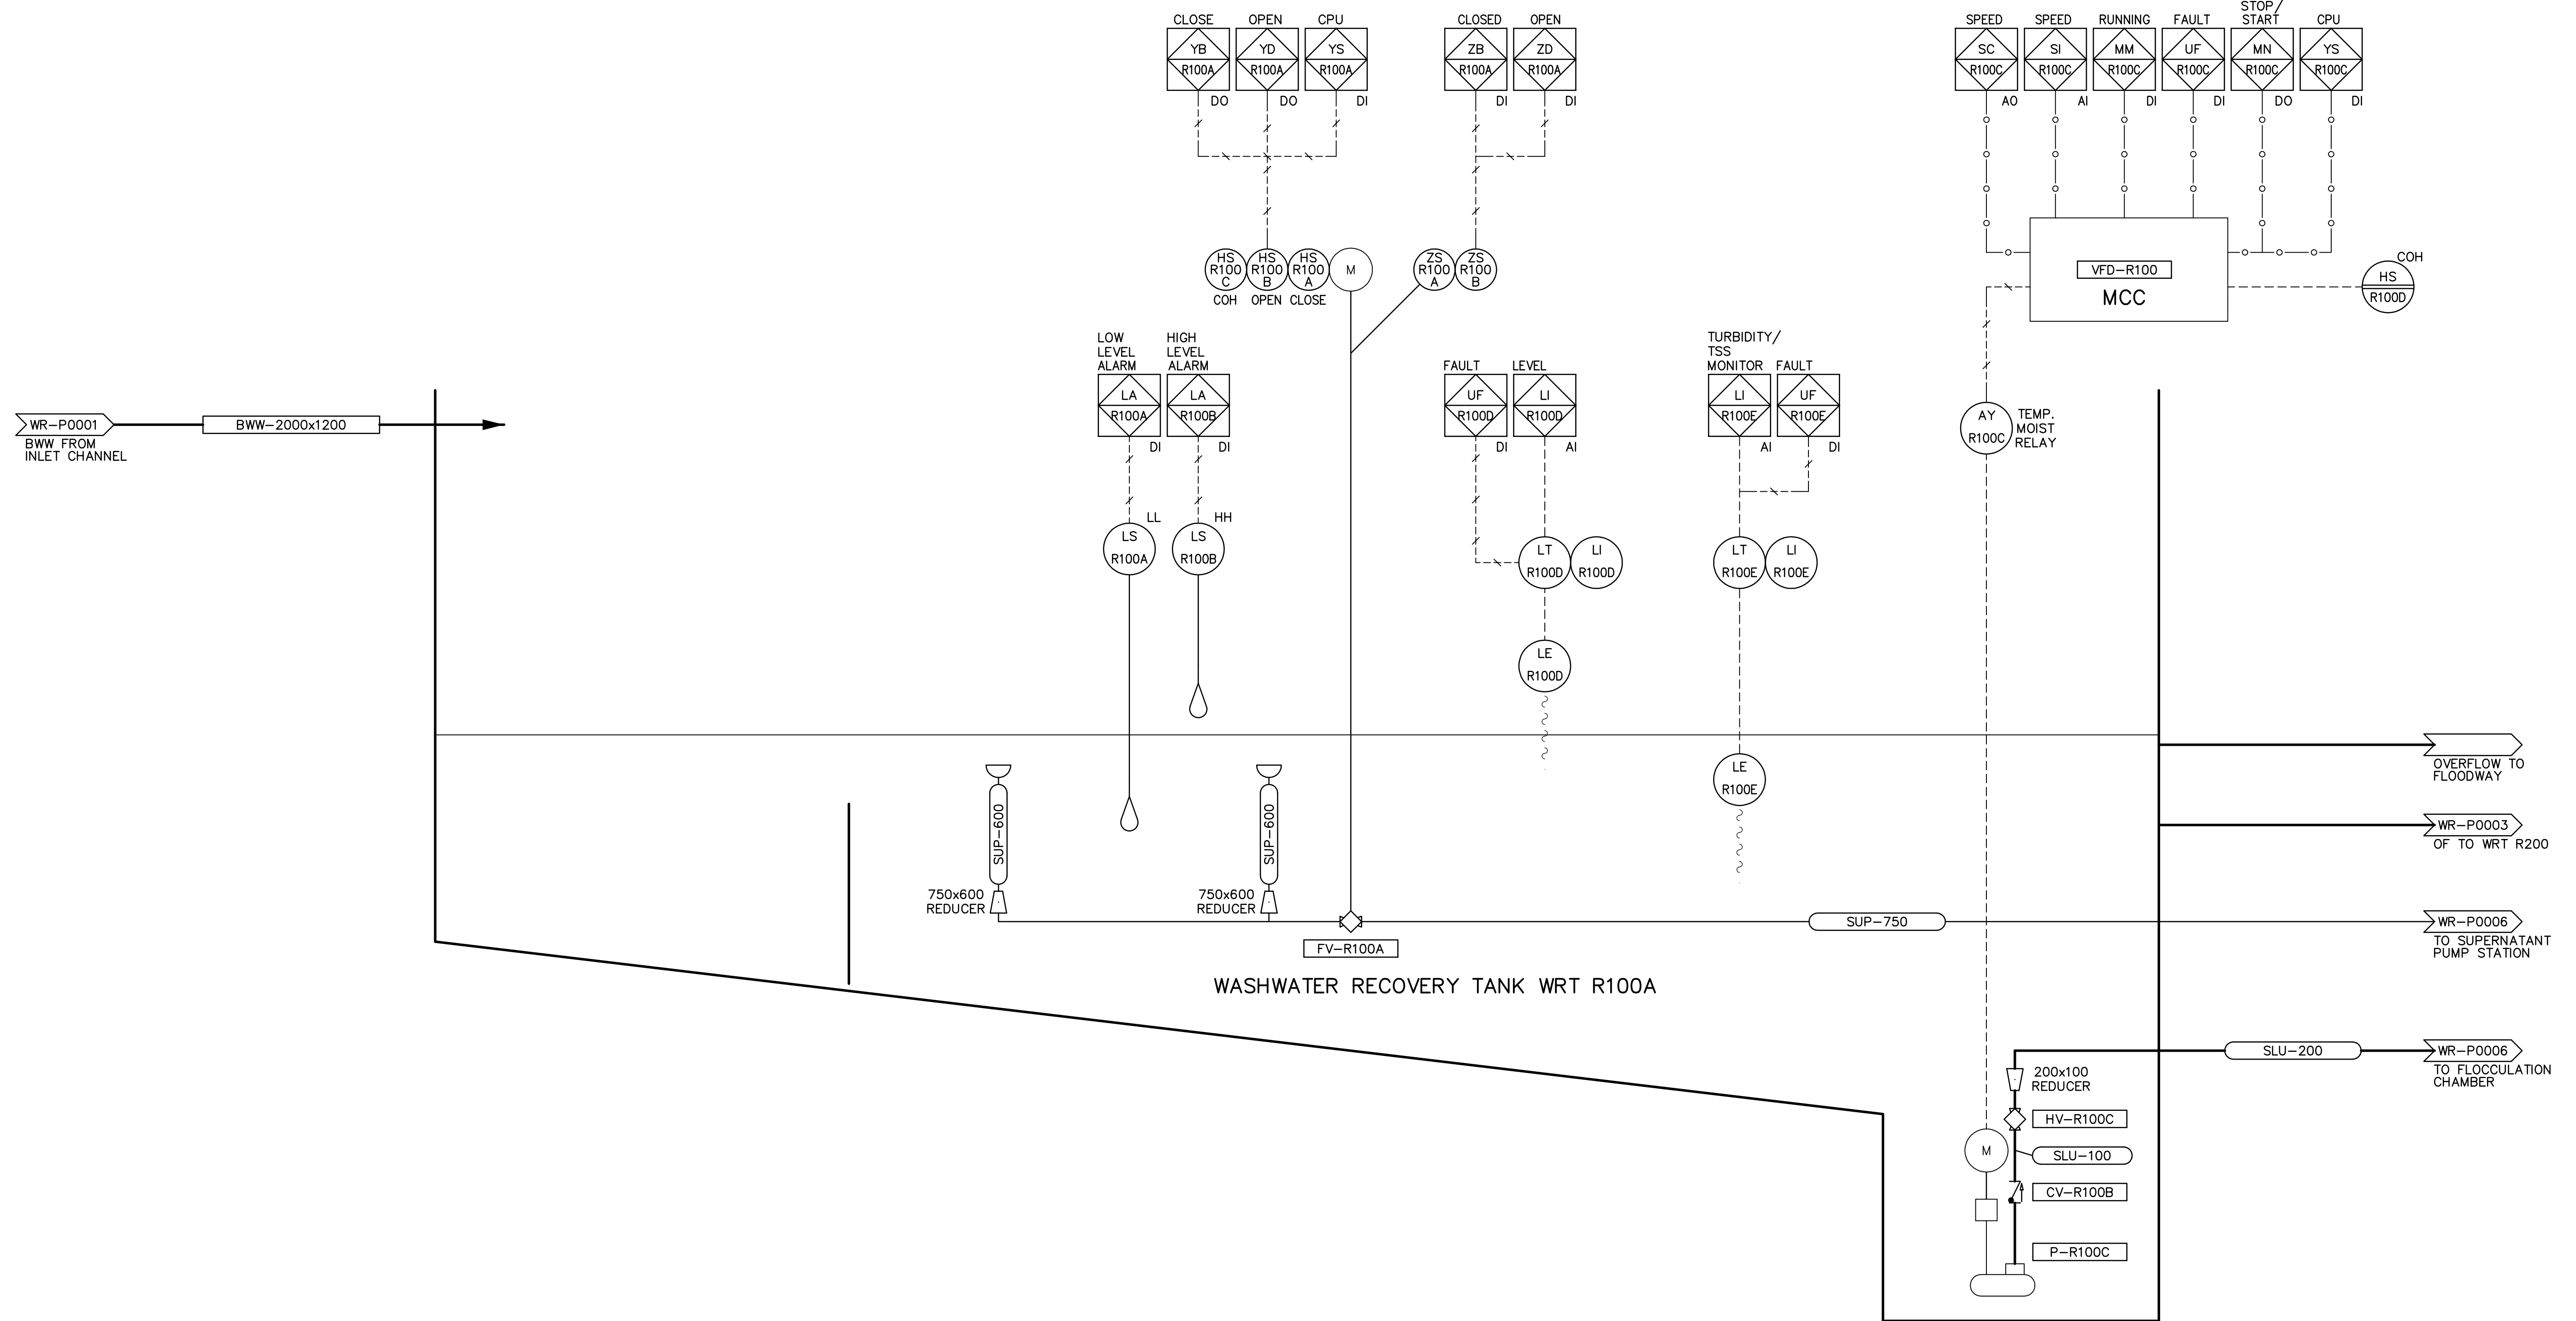 CLOSE
OPEN
CPU
CLOSED
OPEN
SPEED
SPEED
RUNNING
FAULT
STOP/
START
CPU
YB
R100A
YD
R100A
YS
R100A
ZB
R100A
ZD
R100A
SC
R100C
SI
R100C
MM
R100C
UF
R100C
MN
R100C
YS
R100C
DO
DO
DI
DI
DI
AO
AI
DI
DI
DO
DI
HS
R100
C
HS
R100
B
HS
R100
A
M
ZS
R100
A
ZS
R100
B
COH
OPEN
CLOSE
VFD-R100
MCC
COH
HS
R100D
LOW
LEVEL
ALARM
HIGH
LEVEL
ALARM
FAULT
LEVEL
TURBIDITY/
TSS
MONITOR
FAULT
LA
R100A
LA
R100B
UF
R100D
LI
R100D
LI
R100E
UF
R100E
DI
DI
DI
AI
AI
DI
AY
R100C
TEMP.
MOIST
RELAY
WR-P0001
BWW FROM
INLET CHANNEL
BWW-2000x1200
LL
HH
LS
R100A
LS
R100B
LT
R100D
LI
R100D
LT
R100E
LI
R100E
LE
R100D
LE
R100E
OVERFLOW TO
FLOODWAY
SUP-600
SUP-600
WR-P0003
OF TO WRT R200
750x600
REDUCER
750x600
REDUCER
FV-R100A
SUP-750
WR-P0006
TO SUPERNATANT
PUMP STATION
WASHWATER RECOVERY TANK WRT R100A
SLU-200
WR-P0006
TO FLOCCULATION
CHAMBER
200x100
REDUCER
HV-R100C
M
SLU-100
CV-R100B
P-R100C